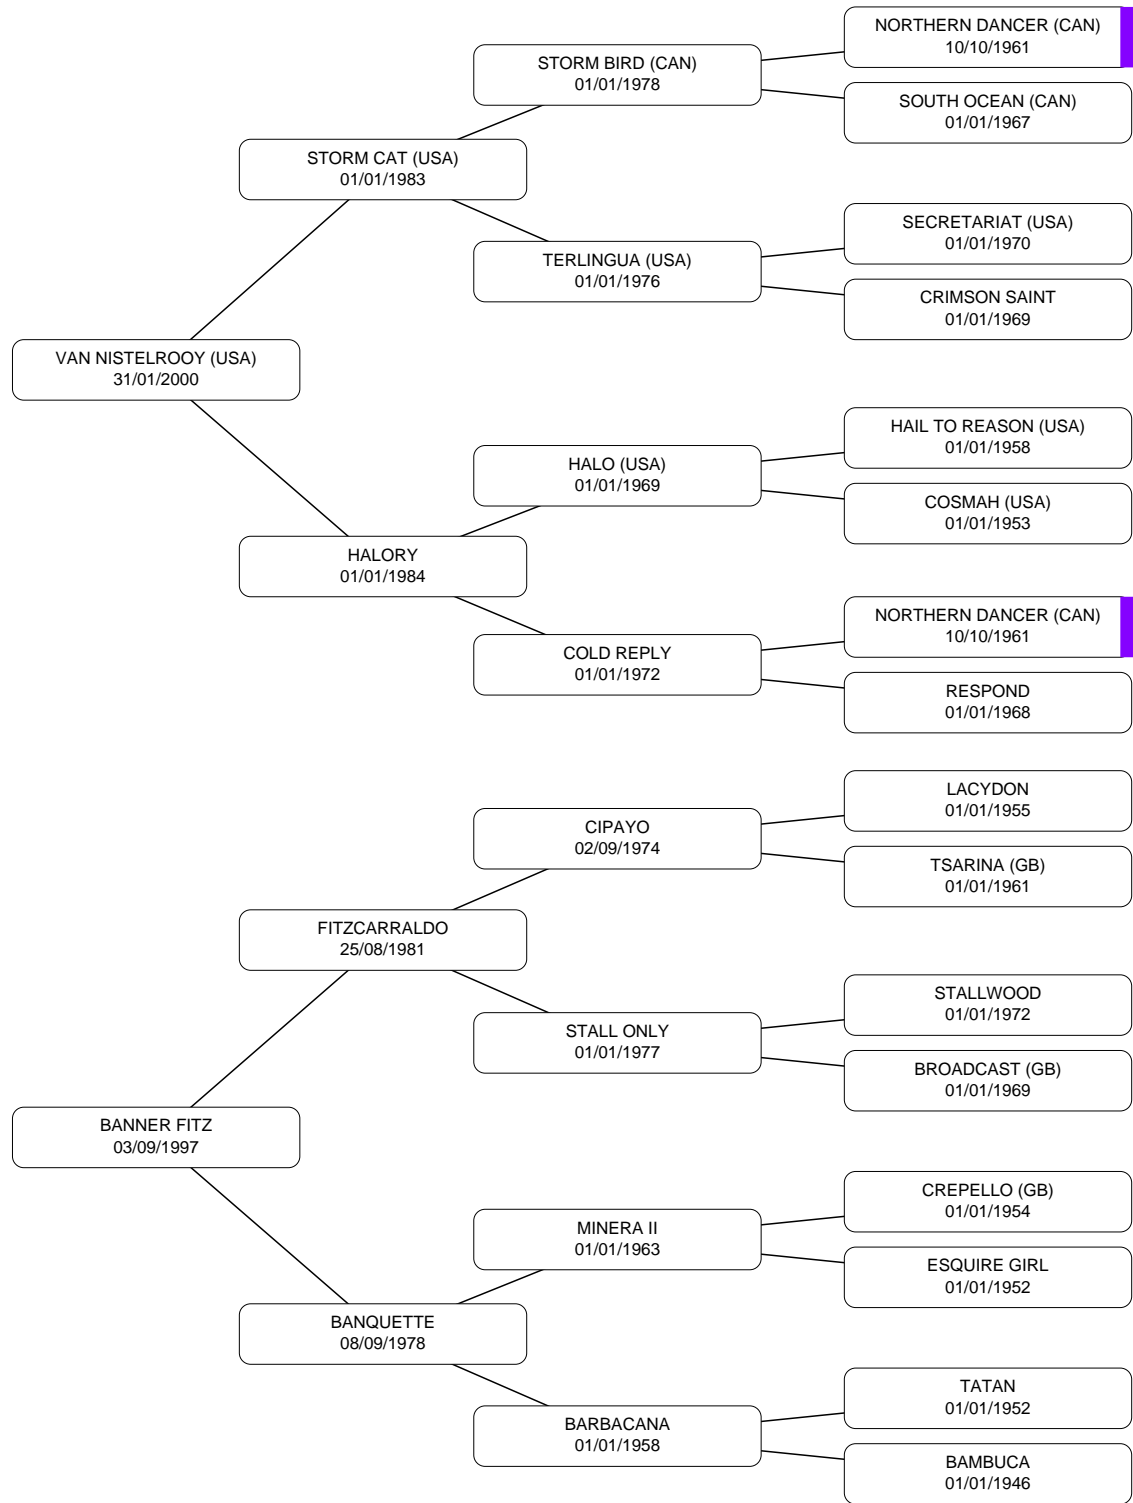 NORTHERN DANCER (CAN)
10/10/1961
STORM BIRD (CAN)
01/01/1978
SOUTH OCEAN (CAN)
01/01/1967
STORM CAT (USA)
01/01/1983
SECRETARIAT (USA)
01/01/1970
TERLINGUA (USA)
01/01/1976
CRIMSON SAINT
01/01/1969
VAN NISTELROOY (USA)
31/01/2000
HAIL TO REASON (USA)
01/01/1958
HALO (USA)
01/01/1969
COSMAH (USA)
01/01/1953
HALORY
01/01/1984
NORTHERN DANCER (CAN)
10/10/1961
COLD REPLY
01/01/1972
RESPOND
01/01/1968
LACYDON
01/01/1955
CIPAYO
02/09/1974
TSARINA (GB)
01/01/1961
FITZCARRALDO
25/08/1981
STALLWOOD
01/01/1972
STALL ONLY
01/01/1977
BROADCAST (GB)
01/01/1969
BANNER FITZ
03/09/1997
CREPELLO (GB)
01/01/1954
MINERA II
01/01/1963
ESQUIRE GIRL
01/01/1952
BANQUETTE
08/09/1978
TATAN
01/01/1952
BARBACANA
01/01/1958
BAMBUCA
01/01/1946